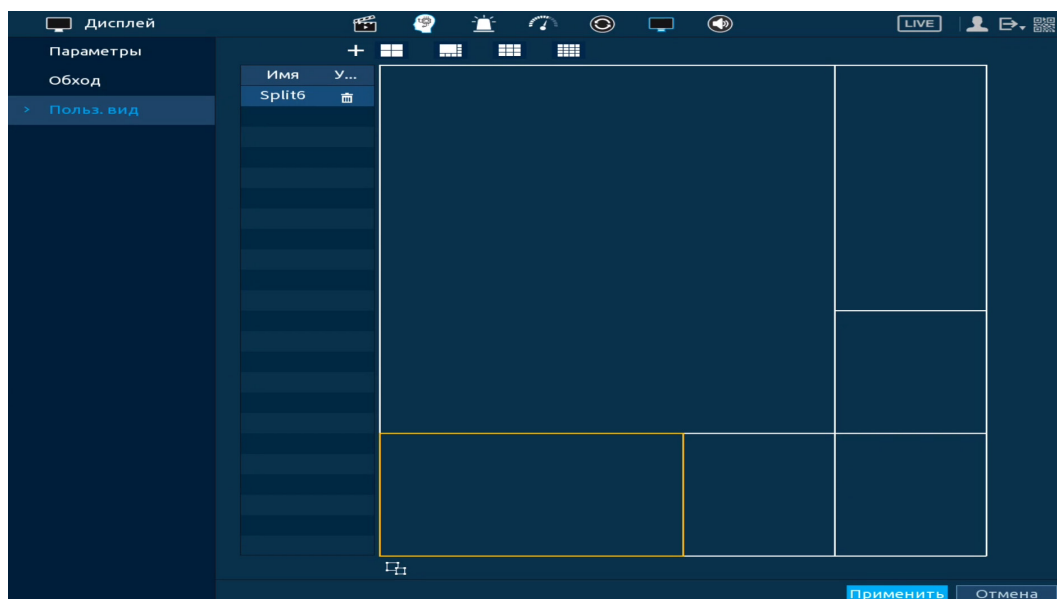 Дисплей
LIVE
Параметры
Обход
> Польз. вид
Имя У...
Split6
Применить Отмена